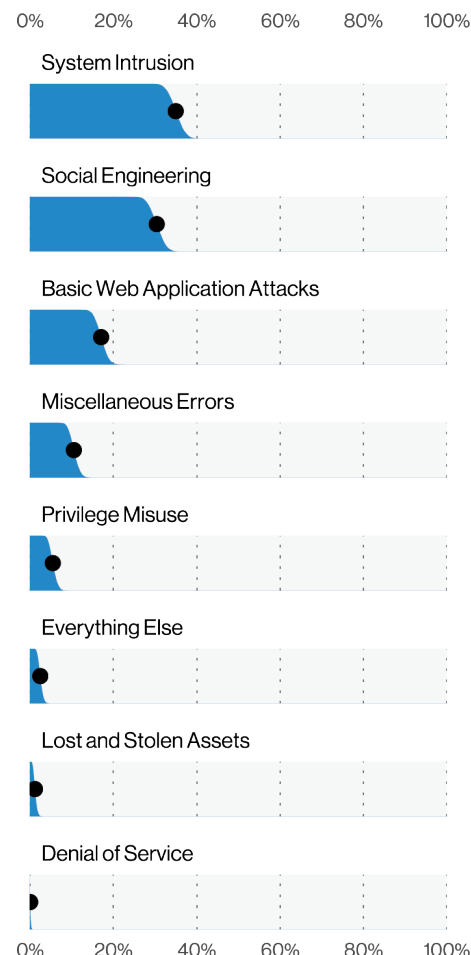 0% 20% 40% 60% 80% 100%
System Intrusion
Social Engineering
Basic Web Application Attacks
Miscellaneous Errors
Privilege Misuse
Everything Else
Lost and Stolen Assets
Denial of Service
0% 20% 40% 60% 80% 100%